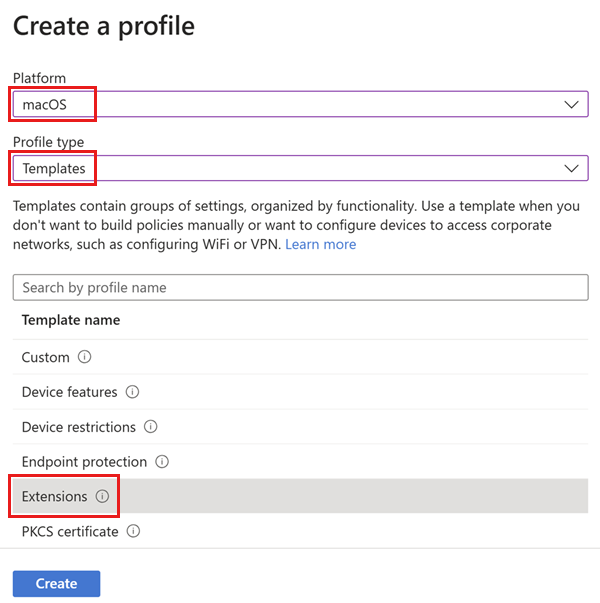 Create a profile
Platform
macOS
Profile type
Templates
Templates contain groups of settings, organized by functionality. Use a template when you
don't want to build policies manually or want to configure devices to access corporate
networks, such as configuring WiFi or VPN. Learn more
Search by profile name
Template name
Custom
Device features
Device restrictions
Endpoint protection
Extensions
PKCS certificate
Create